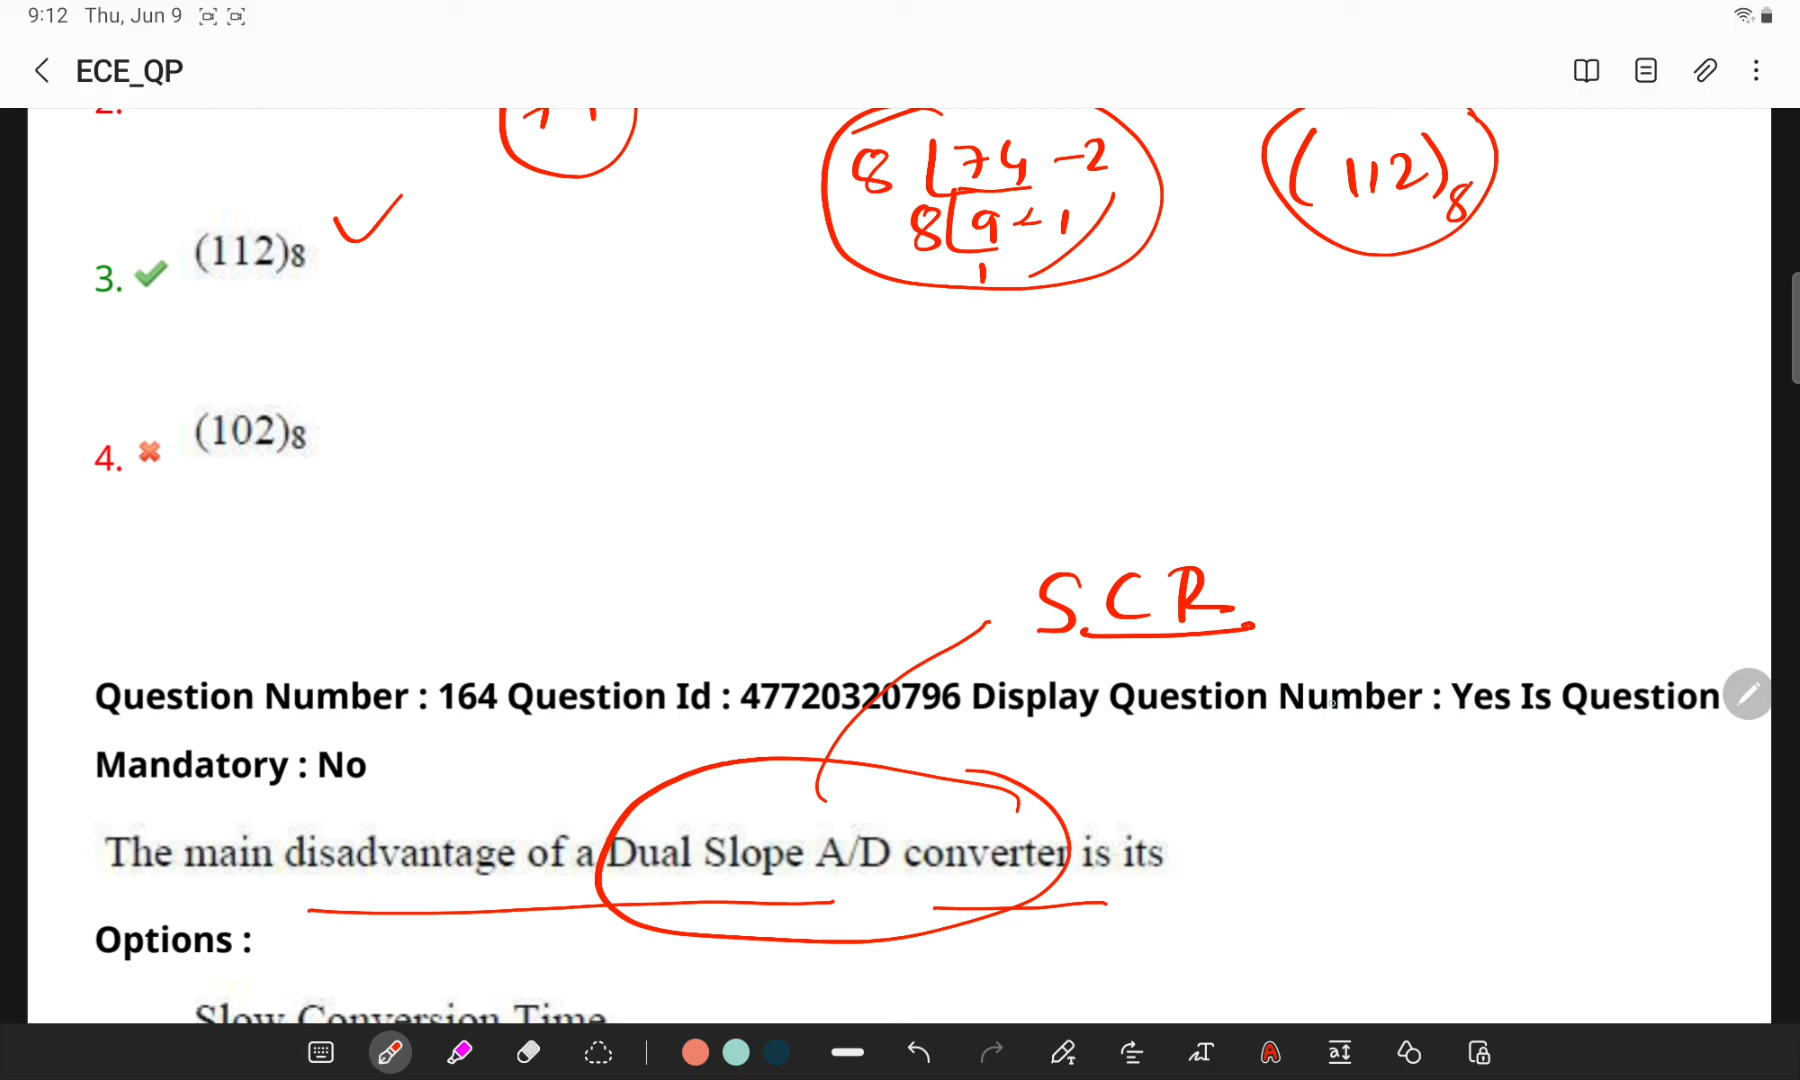 9:12 Thu, Jun 9
ECE_QP
2.
8 74 -2
8 9 - 1
1
(112)8
3. (112)8
4. (102)8
S.C.R.
Question Number : 164 Question Id : 47720320796 Display Question Number : Yes Is Question
Mandatory : No
The main disadvantage of a Dual Slope A/D converter is its
Options :
Slow Conversion Time